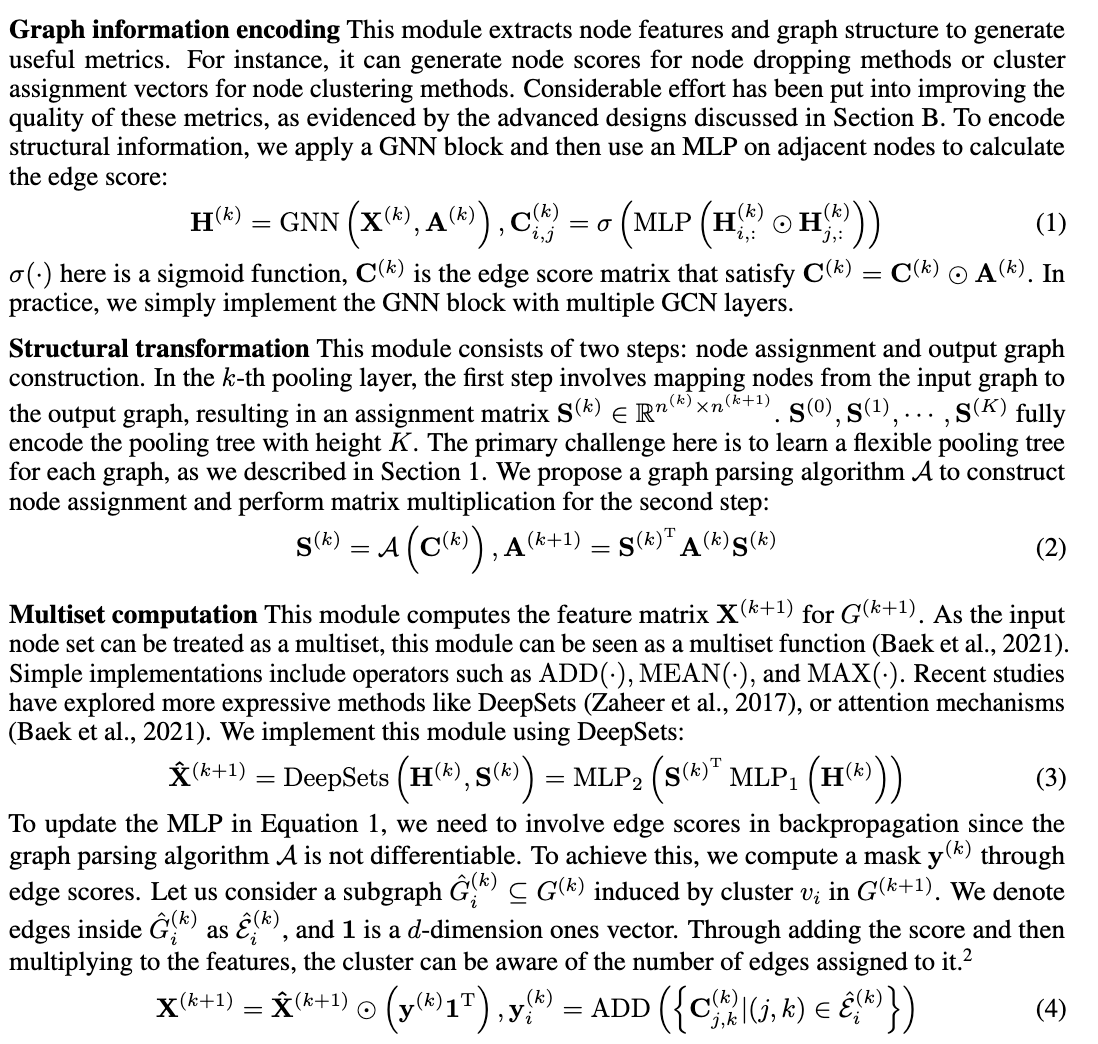 Graph information encoding This module extracts node features and graph structure to generate
useful metrics. For instance, it can generate node scores for node dropping methods or cluster
assignment vectors for node clustering methods. Considerable effort has been put into improving the
quality of these metrics, as evidenced by the advanced designs discussed in Section B. To encode
structural information, we apply a GNN block and then use an MLP on adjacent nodes to calculate
the edge score:
$\mathbf{H}^{(k)} = \mathrm{GNN}\left(\mathbf{X}^{(k)}, \mathbf{A}^{(k)}\right), \mathbf{C}_{i,j}^{(k)} = \sigma\left(\mathrm{MLP}\left(\mathbf{H}_{i,:}^{(k)} \odot \mathbf{H}_{j,:}^{(k)}\right)\right)$ (1)
$\sigma(\cdot)$ here is a sigmoid function, $\mathbf{C}^{(k)}$ is the edge score matrix that satisfy $\mathbf{C}^{(k)} = \mathbf{C}^{(k)} \odot \mathbf{A}^{(k)}$. In
practice, we simply implement the GNN block with multiple GCN layers.
Structural transformation This module consists of two steps: node assignment and output graph
construction. In the $k$-th pooling layer, the first step involves mapping nodes from the input graph to
the output graph, resulting in an assignment matrix $\mathbf{S}^{(k)} \in \mathbb{R}^{n^{(k)} \times n^{(k+1)}}$. $\mathbf{S}^{(0)}, \mathbf{S}^{(1)}, \cdots, \mathbf{S}^{(K)}$ fully
encode the pooling tree with height $K$. The primary challenge here is to learn a flexible pooling tree
for each graph, as we described in Section 1. We propose a graph parsing algorithm $\mathcal{A}$ to construct
node assignment and perform matrix multiplication for the second step:
$\mathbf{S}^{(k)} = \mathcal{A}\left(\mathbf{C}^{(k)}\right), \mathbf{A}^{(k+1)} = \mathbf{S}^{(k)^{\mathrm{T}}} \mathbf{A}^{(k)} \mathbf{S}^{(k)}$ (2)
Multiset computation This module computes the feature matrix $\mathbf{X}^{(k+1)}$ for $G^{(k+1)}$. As the input
node set can be treated as a multiset, this module can be seen as a multiset function (Baek et al., 2021).
Simple implementations include operators such as ADD(·), MEAN(·), and MAX(·). Recent studies
have explored more expressive methods like DeepSets (Zaheer et al., 2017), or attention mechanisms
(Baek et al., 2021). We implement this module using DeepSets:
$\hat{\mathbf{X}}^{(k+1)} = \mathrm{DeepSets}\left(\mathbf{H}^{(k)}, \mathbf{S}^{(k)}\right) = \mathrm{MLP}_2\left(\mathbf{S}^{(k)^{\mathrm{T}}} \mathrm{MLP}_1\left(\mathbf{H}^{(k)}\right)\right)$ (3)
To update the MLP in Equation 1, we need to involve edge scores in backpropagation since the
graph parsing algorithm $\mathcal{A}$ is not differentiable. To achieve this, we compute a mask $\mathbf{y}^{(k)}$ through
edge scores. Let us consider a subgraph $\hat{G}_i^{(k)} \subseteq G^{(k)}$ induced by cluster $v_i$ in $G^{(k+1)}$. We denote
edges inside $\hat{G}_i^{(k)}$ as $\hat{\mathcal{E}}_i^{(k)}$, and $\mathbf{1}$ is a $d$-dimension ones vector. Through adding the score and then
multiplying to the features, the cluster can be aware of the number of edges assigned to it.$^2$
$\mathbf{X}^{(k+1)} = \hat{\mathbf{X}}^{(k+1)} \odot \left(\mathbf{y}^{(k)} \mathbf{1}^{\mathrm{T}}\right), \mathbf{y}_i^{(k)} = \mathrm{ADD}\left(\left\{\mathbf{C}_{j,k}^{(k)} | (j, k) \in \hat{\mathcal{E}}_i^{(k)}\right\}\right)$ (4)